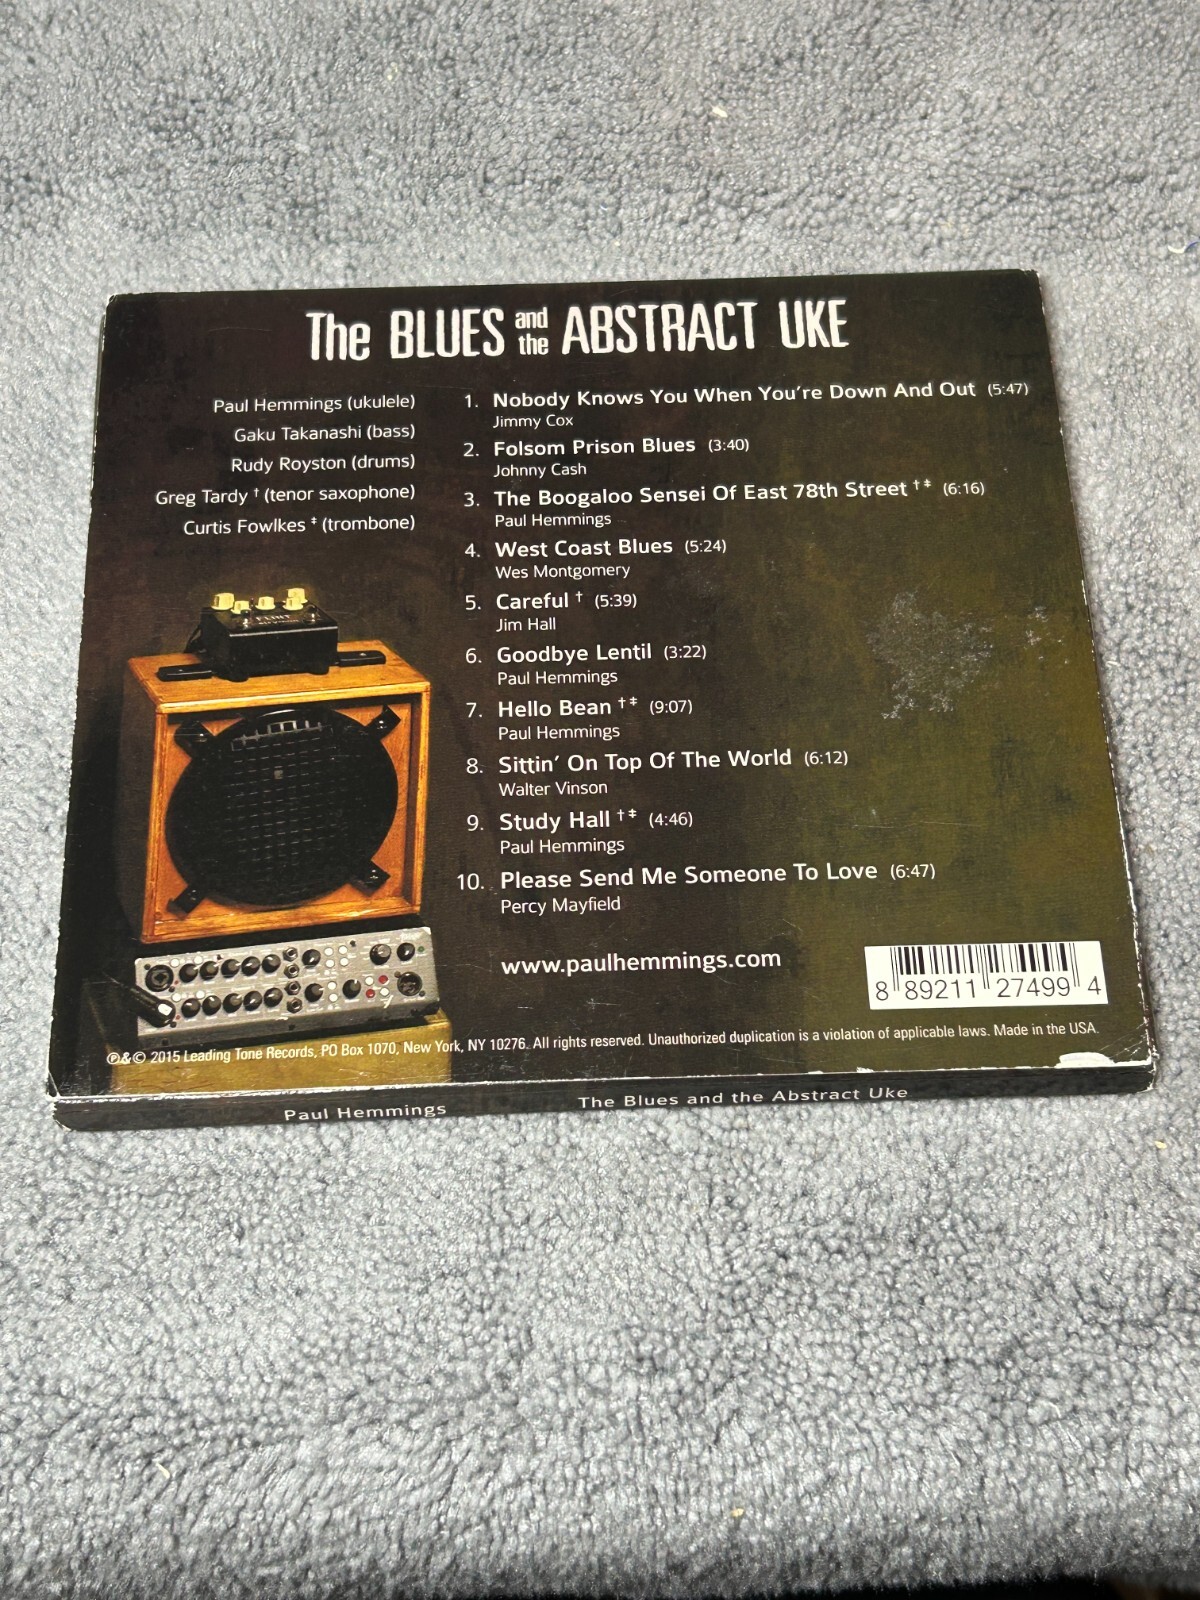 The BLUES and the ABSTRACT UKE
Paul Hemmings (ukulele)
Gaku Takanashi (bass)
Rudy Royston (drums)
Greg Tardy † (tenor saxophone)
Curtis Fowlkes ‡ (trombone)
1. Nobody Knows You When You're Down And Out (5:47)
Jimmy Cox
2. Folsom Prison Blues (3:40)
Johnny Cash
3. The Boogaloo Sensei Of East 78th Street †‡ (6:16)
Paul Hemmings
4. West Coast Blues (5:24)
Wes Montgomery
5. Careful † (5:39)
Jim Hall
6. Goodbye Lentil (3:22)
Paul Hemmings
7. Hello Bean †‡ (9:07)
Paul Hemmings
8. Sittin' On Top Of The World (6:12)
Walter Vinson
9. Study Hall †‡ (4:46)
Paul Hemmings
10. Please Send Me Someone To Love (6:47)
Percy Mayfield
www.paulhemmings.com
8 89211 27499 4
℗&© 2015 Leading Tone Records, PO Box 1070, New York, NY 10276. All rights reserved. Unauthorized duplication is a violation of applicable laws. Made in the USA.
Paul Hemmings The Blues and the Abstract Uke